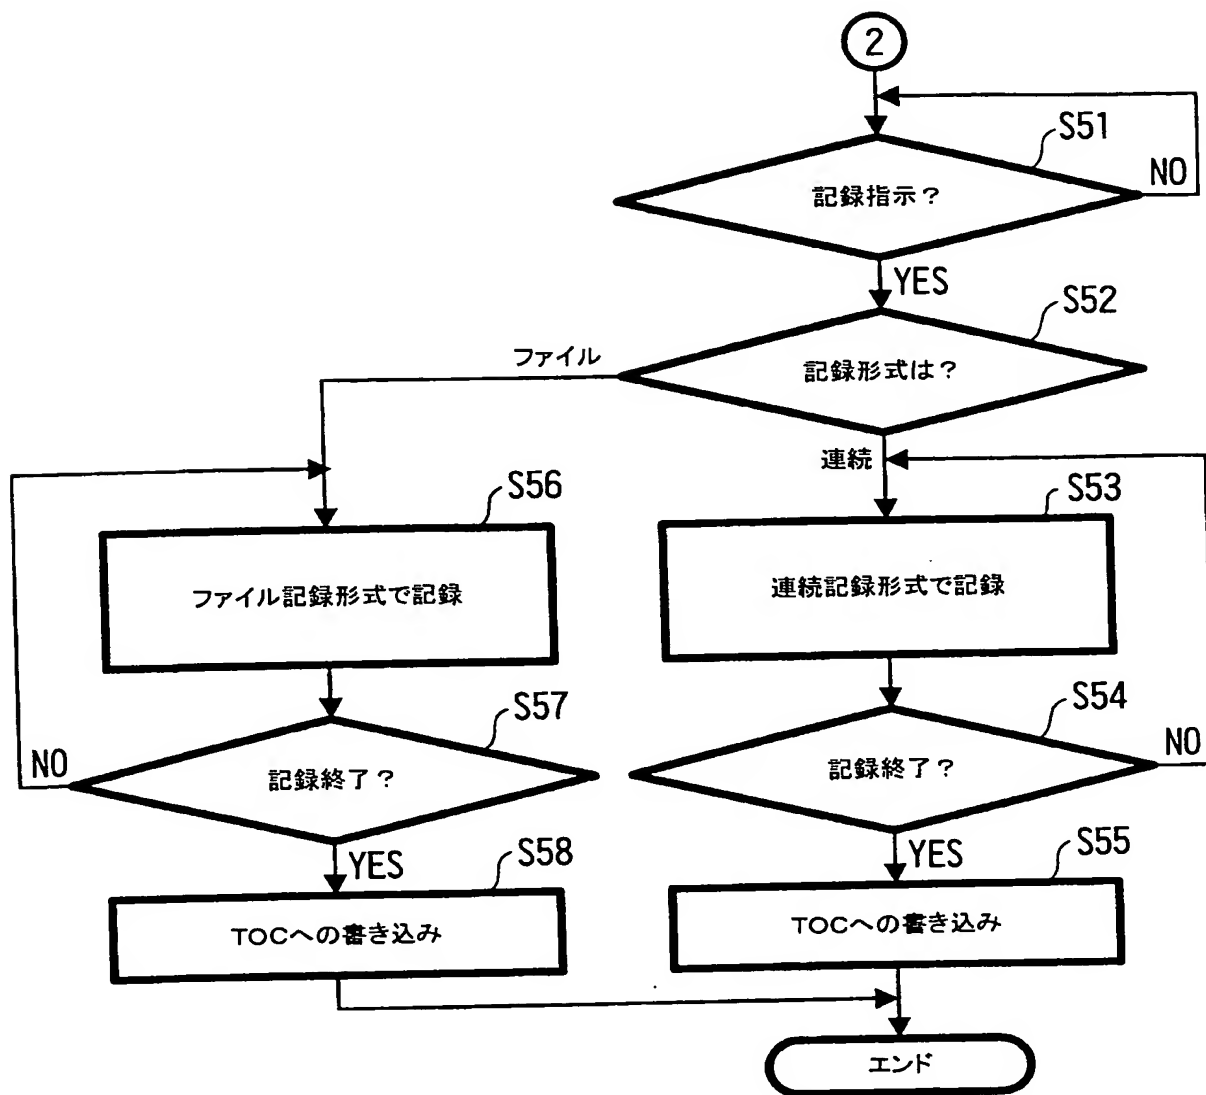 2
S51
記録指示？
NO
YES
S52
記録形式は？
ファイル
連続
S56
ファイル記録形式で記録
S53
連続記録形式で記録
S57
記録終了？
NO
YES
S54
記録終了？
NO
YES
S58
TOCへの書き込み
S55
TOCへの書き込み
エンド